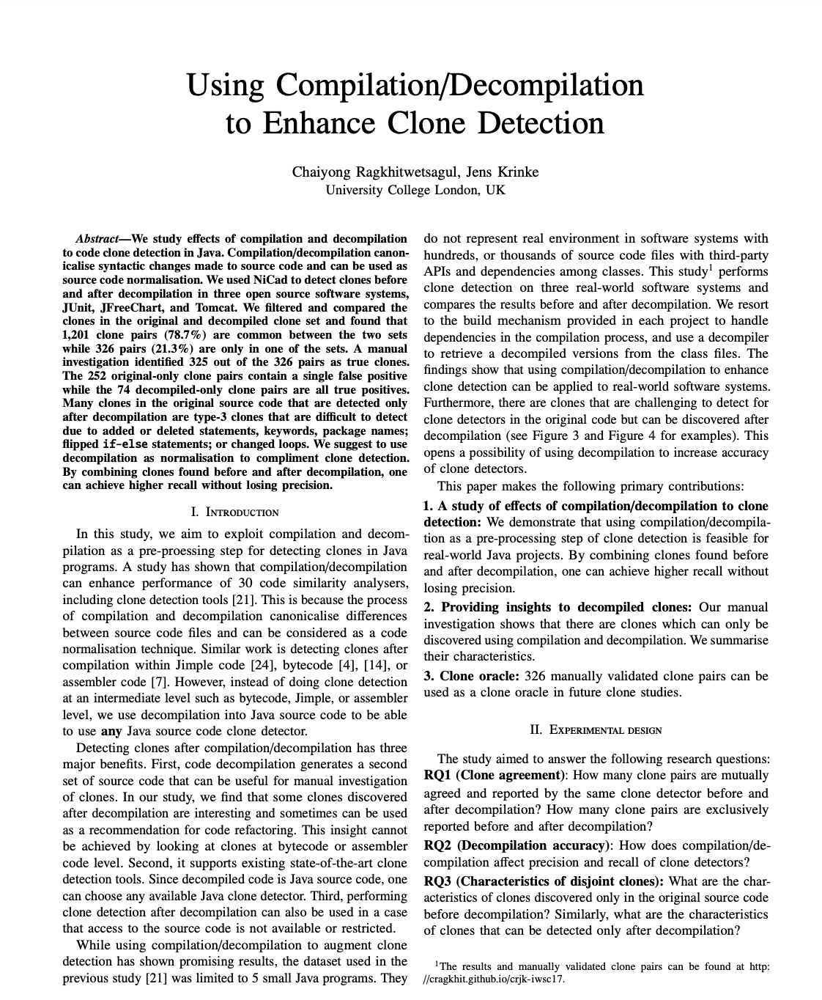 Using Compilation/Decompilation
to Enhance Clone Detection
Chaiyong Ragkhitwetsagul, Jens Krinke
University College London, UK
Abstract—We study effects of compilation and decompilation
to code clone detection in Java. Compilation/decompilation canon-
icalise syntactic changes made to source code and can be used as
source code normalisation. We used NiCad to detect clones before
and after decompilation in three open source software systems,
JUnit, JFreeChart, and Tomcat. We filtered and compared the
clones in the original and decompiled clone set and found that
1,201 clone pairs (78.7%) are common between the two sets
while 326 pairs (21.3%) are only in one of the sets. A manual
investigation identified 325 out of the 326 pairs as true clones.
The 252 original-only clone pairs contain a single false positive
while the 74 decompiled-only clone pairs are all true positives.
Many clones in the original source code that are detected only
after decompilation are type-3 clones that are difficult to detect
due to added or deleted statements, keywords, package names;
flipped if-else statements; or changed loops. We suggest to use
decompilation as normalisation to compliment clone detection.
By combining clones found before and after decompilation, one
can achieve higher recall without losing precision.
I. Introduction
In this study, we aim to exploit compilation and decom-
pilation as a pre-proessing step for detecting clones in Java
programs. A study has shown that compilation/decompilation
can enhance performance of 30 code similarity analysers,
including clone detection tools [21]. This is because the process
of compilation and decompilation canonicalise differences
between source code files and can be considered as a code
normalisation technique. Similar work is detecting clones after
compilation within Jimple code [24], bytecode [4], [14], or
assembler code [7]. However, instead of doing clone detection
at an intermediate level such as bytecode, Jimple, or assembler
level, we use decompilation into Java source code to be able
to use any Java source code clone detector.
Detecting clones after compilation/decompilation has three
major benefits. First, code decompilation generates a second
set of source code that can be useful for manual investigation
of clones. In our study, we find that some clones discovered
after decompilation are interesting and sometimes can be used
as a recommendation for code refactoring. This insight cannot
be achieved by looking at clones at bytecode or assembler
code level. Second, it supports existing state-of-the-art clone
detection tools. Since decompiled code is Java source code, one
can choose any available Java clone detector. Third, performing
clone detection after decompilation can also be used in a case
that access to the source code is not available or restricted.
While using compilation/decompilation to augment clone
detection has shown promising results, the dataset used in the
previous study [21] was limited to 5 small Java programs. They
do not represent real environment in software systems with
hundreds, or thousands of source code files with third-party
APIs and dependencies among classes. This study1 performs
clone detection on three real-world software systems and
compares the results before and after decompilation. We resort
to the build mechanism provided in each project to handle
dependencies in the compilation process, and use a decompiler
to retrieve a decompiled versions from the class files. The
findings show that using compilation/decompilation to enhance
clone detection can be applied to real-world software systems.
Furthermore, there are clones that are challenging to detect for
clone detectors in the original code but can be discovered after
decompilation (see Figure 3 and Figure 4 for examples). This
opens a possibility of using decompilation to increase accuracy
of clone detectors.
This paper makes the following primary contributions:
1. A study of effects of compilation/decompilation to clone
detection: We demonstrate that using compilation/decompila-
tion as a pre-processing step of clone detection is feasible for
real-world Java projects. By combining clones found before
and after decompilation, one can achieve higher recall without
losing precision.
2. Providing insights to decompiled clones: Our manual
investigation shows that there are clones which can only be
discovered using compilation and decompilation. We summarise
their characteristics.
3. Clone oracle: 326 manually validated clone pairs can be
used as a clone oracle in future clone studies.
II. Experimental design
The study aimed to answer the following research questions:
RQ1 (Clone agreement): How many clone pairs are mutually
agreed and reported by the same clone detector before and
after decompilation? How many clone pairs are exclusively
reported before and after decompilation?
RQ2 (Decompilation accuracy): How does compilation/de-
compilation affect precision and recall of clone detectors?
RQ3 (Characteristics of disjoint clones): What are the char-
acteristics of clones discovered only in the original source code
before decompilation? Similarly, what are the characteristics
of clones that can be detected only after decompilation?
1The results and manually validated clone pairs can be found at http:
//cragkhit.github.io/crjk-iwsc17.